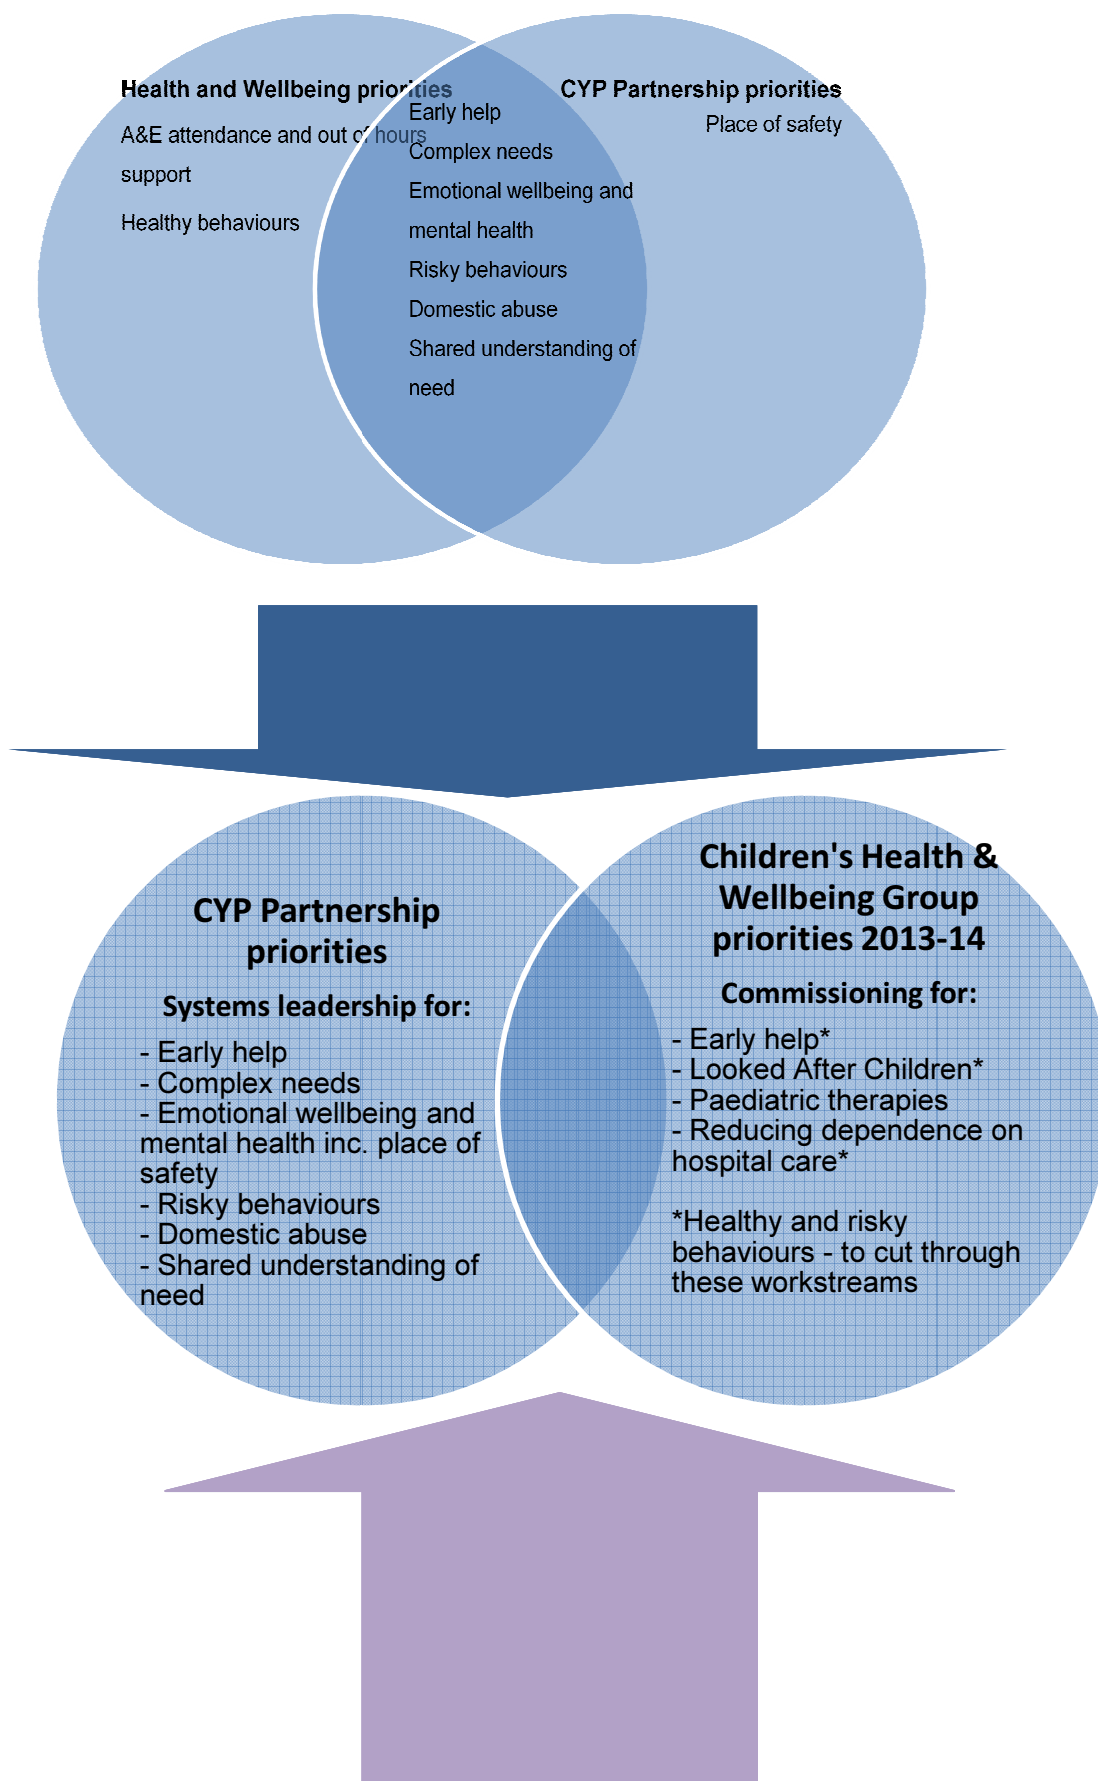 Health and Wellbeing priorities
A&E attendance and out of hours
support
Healthy behaviours
Early help
Complex needs
Emotional wellbeing and
mental health
Risky behaviours
Domestic abuse
Shared understanding of
need
CYP Partnership priorities
Place of safety
CYP Partnership
priorities
Systems leadership for:
- Early help
- Complex needs
- Emotional wellbeing and
mental health inc. place of
safety
- Risky behaviours
- Domestic abuse
- Shared understanding of
need
Children's Health &
Wellbeing Group
priorities 2013-14
Commissioning for:
- Early help*
- Looked After Children*
- Paediatric therapies
- Reducing dependence on
hospital care*
*Healthy and risky
behaviours - to cut through
these workstreams